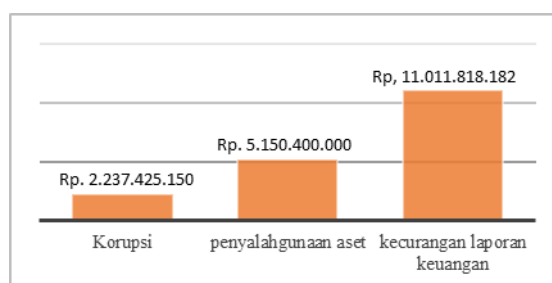 Rp, 11.011.818.182
Rp. 5.150.400.000
Rp. 2.237.425.150
Korupsi
penyalahgunaan aset
kecurangan laporan
keuangan